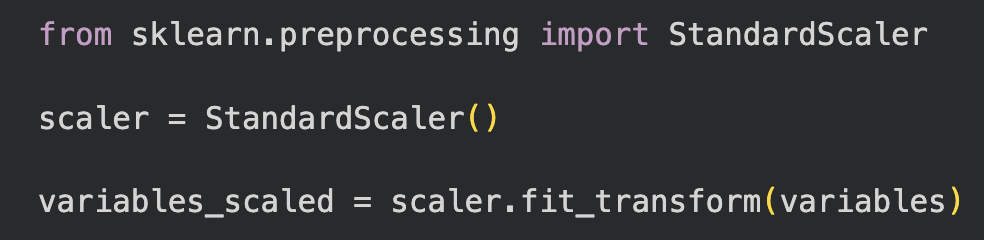 from sklearn.preprocessing import StandardScaler
scaler = StandardScaler()
variables_scaled = scaler.fit_transform(variables)